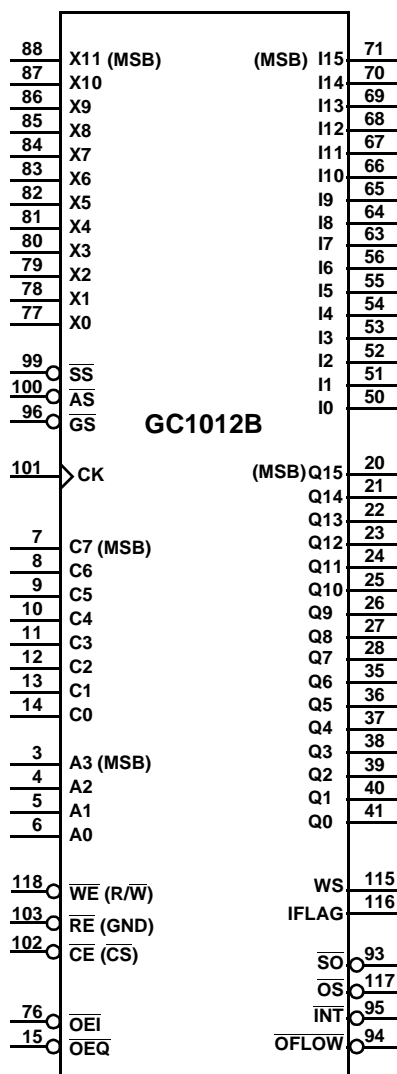 88 X11 (MSB)
87 X10
86 X9
85 X8
84 X7
83 X6
82 X5
81 X4
80 X3
79 X2
78 X1
77 X0
99 SS
100 AS
96 GS
101 CK
7 C7 (MSB)
8 C6
9 C5
10 C4
11 C3
12 C2
13 C1
14 C0
3 A3 (MSB)
4 A2
5 A1
6 A0
118 WE (R/W)
103 RE (GND)
102 CE (CS)
76 OEI
15 OEQ
GC1012B
(MSB) I15 71
I14 70
I13 69
I12 68
I11 67
I10 66
I9 65
I8 64
I7 63
I6 56
I5 55
I4 54
I3 53
I2 52
I1 51
I0 50
(MSB) Q15 20
Q14 21
Q13 22
Q12 23
Q11 24
Q10 25
Q9 26
Q8 27
Q7 28
Q6 35
Q5 36
Q4 37
Q3 38
Q2 39
Q1 40
Q0 41
WS 115
IFLAG 116
SO 93
OS 117
INT 95
OFLOW 94